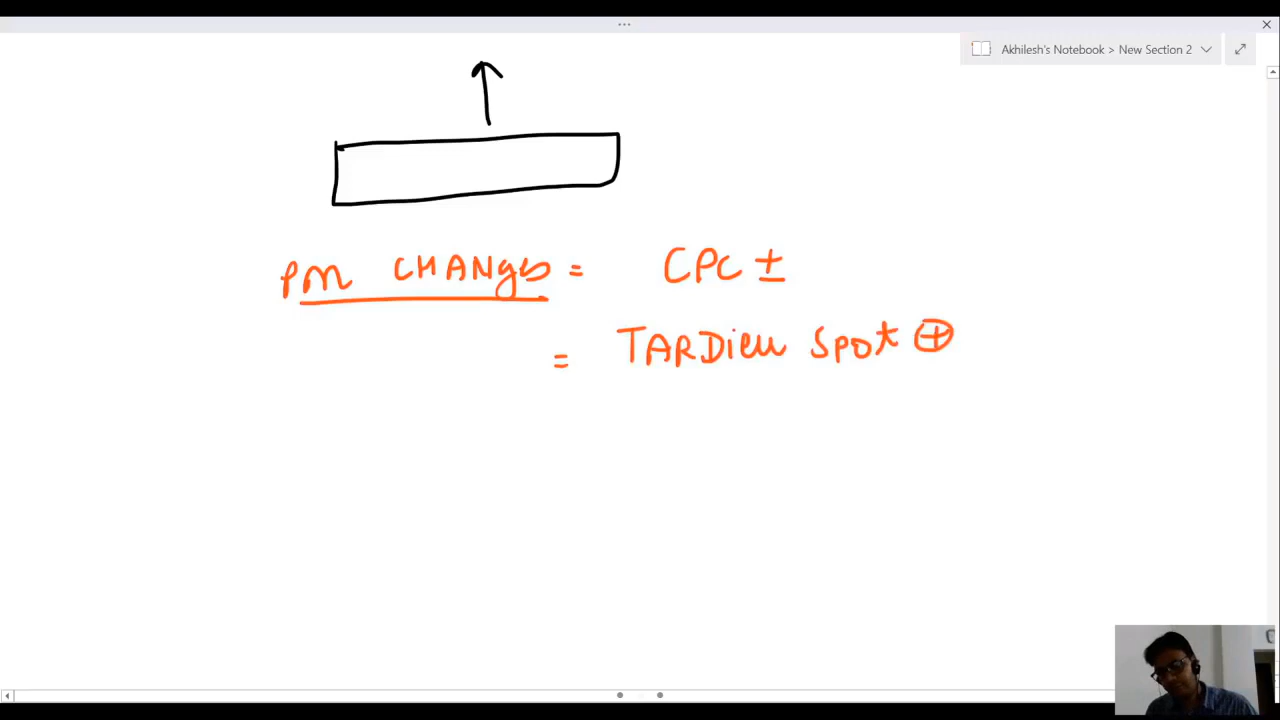 Akhilesh's Notebook > New Section 2
PM CHANges = CPC ±
= TARDieu Spot ⊕